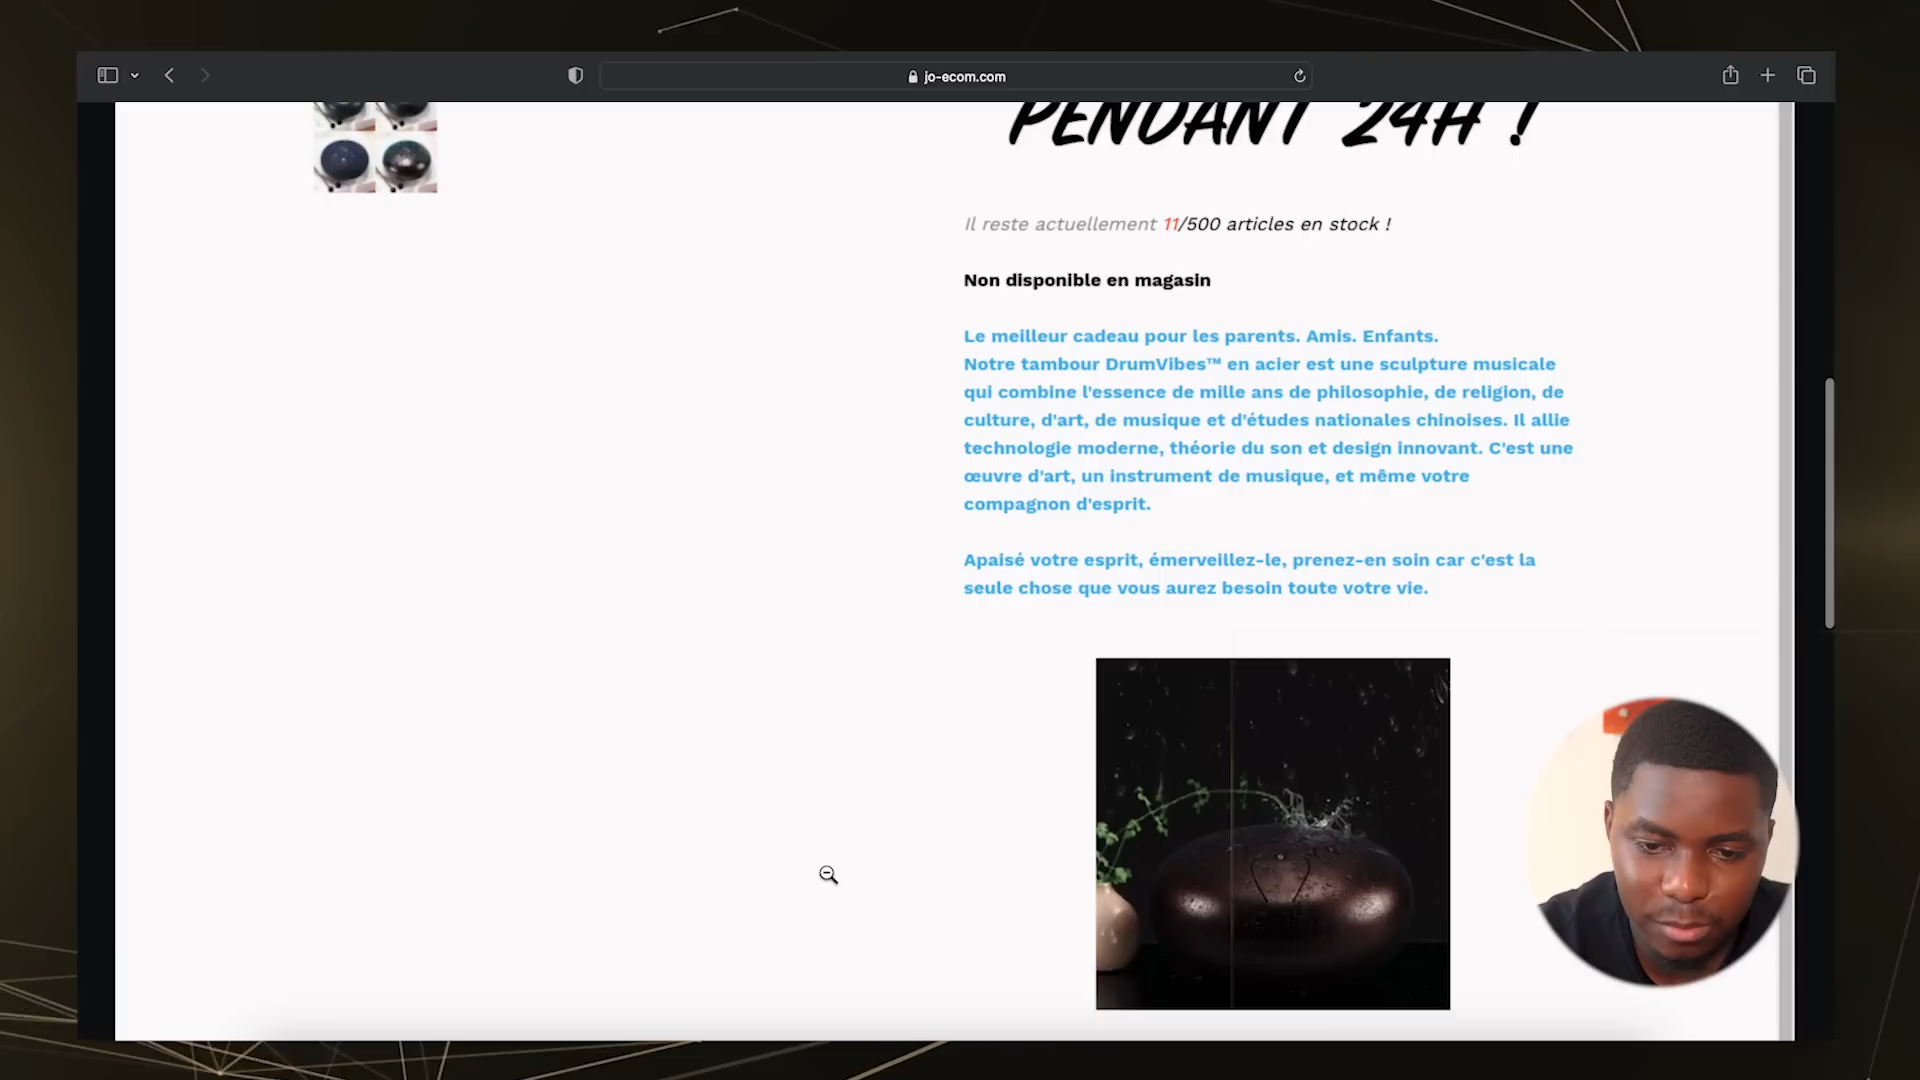 jo-ecom.com
PENDANT 24H !
Il reste actuellement 11/500 articles en stock !
Non disponible en magasin
Le meilleur cadeau pour les parents. Amis. Enfants.
Notre tambour DrumVibes™ en acier est une sculpture musicale
qui combine l'essence de mille ans de philosophie, de religion, de
culture, d'art, de musique et d'études nationales chinoises. Il allie
technologie moderne, théorie du son et design innovant. C'est une
œuvre d'art, un instrument de musique, et même votre
compagnon d'esprit.
Apaisé votre esprit, émerveillez-le, prenez-en soin car c'est la
seule chose que vous aurez besoin toute votre vie.